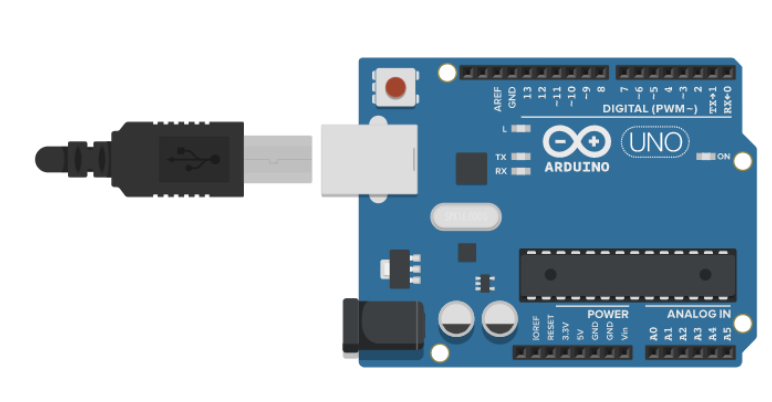 AREF
GND
13
12
~11
~10
~9
8
7
~6
~5
4
~3
2
TX→1
RX←0
DIGITAL (PWM~)
L
TX
RX
ARDUINO
UNO
ON
POWER
ANALOG IN
IOREF
RESET
3.3V
5V
GND
GND
Vin
A0
A1
A2
A3
A4
A5